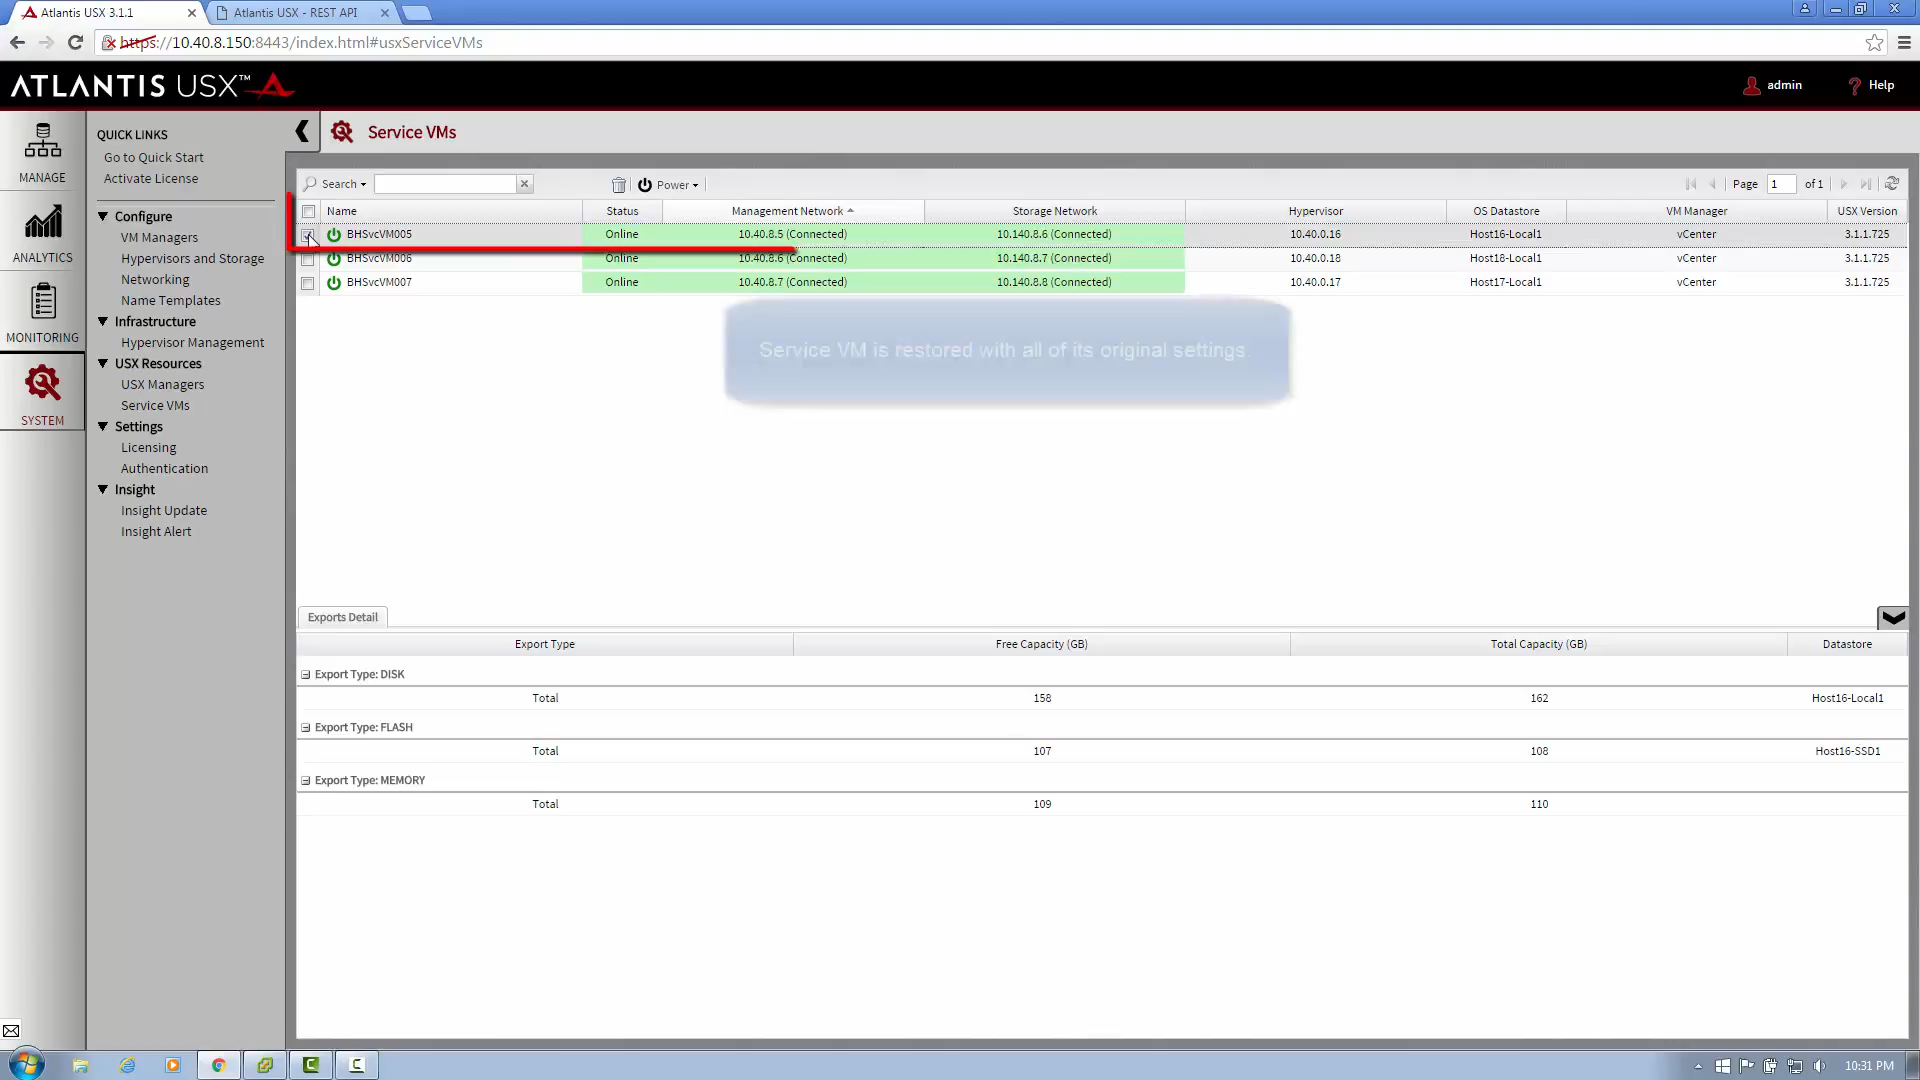 Atlantis USX 3.1.1
Atlantis USX - REST API
https://10.40.8.150:8443/index.html#usxServiceVMs
ATLANTIS USX™
admin
Help
MANAGE
ANALYTICS
MONITORING
SYSTEM
QUICK LINKS
Go to Quick Start
Activate License
Configure
VM Managers
Hypervisors and Storage
Networking
Name Templates
Infrastructure
Hypervisor Management
USX Resources
USX Managers
Service VMs
Settings
Licensing
Authentication
Insight
Insight Update
Insight Alert
Service VMs
Search Power Page 1 of 1
Name Status Management Network Storage Network Hypervisor OS Datastore VM Manager USX Version
BHSvcVM005 Online 10.40.8.5 (Connected) 10.140.8.6 (Connected) 10.40.0.16 Host16-Local1 vCenter 3.1.1.725
BHSvcVM006 Online 10.40.8.6 (Connected) 10.140.8.7 (Connected) 10.40.0.18 Host18-Local1 vCenter 3.1.1.725
BHSvcVM007 Online 10.40.8.7 (Connected) 10.140.8.8 (Connected) 10.40.0.17 Host17-Local1 vCenter 3.1.1.725
Service VM is restored with all of its original settings.
Exports Detail
Export Type Free Capacity (GB) Total Capacity (GB) Datastore
Export Type: DISK
Total 158 162 Host16-Local1
Export Type: FLASH
Total 107 108 Host16-SSD1
Export Type: MEMORY
Total 109 110
10:31 PM